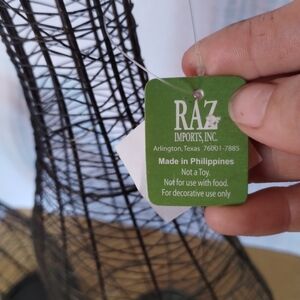 RAZ
IMPORTS, INC.
Arlington, Texas 76001-7885
Made in Philippines
Not a Toy.
Not for use with food.
For decorative use only